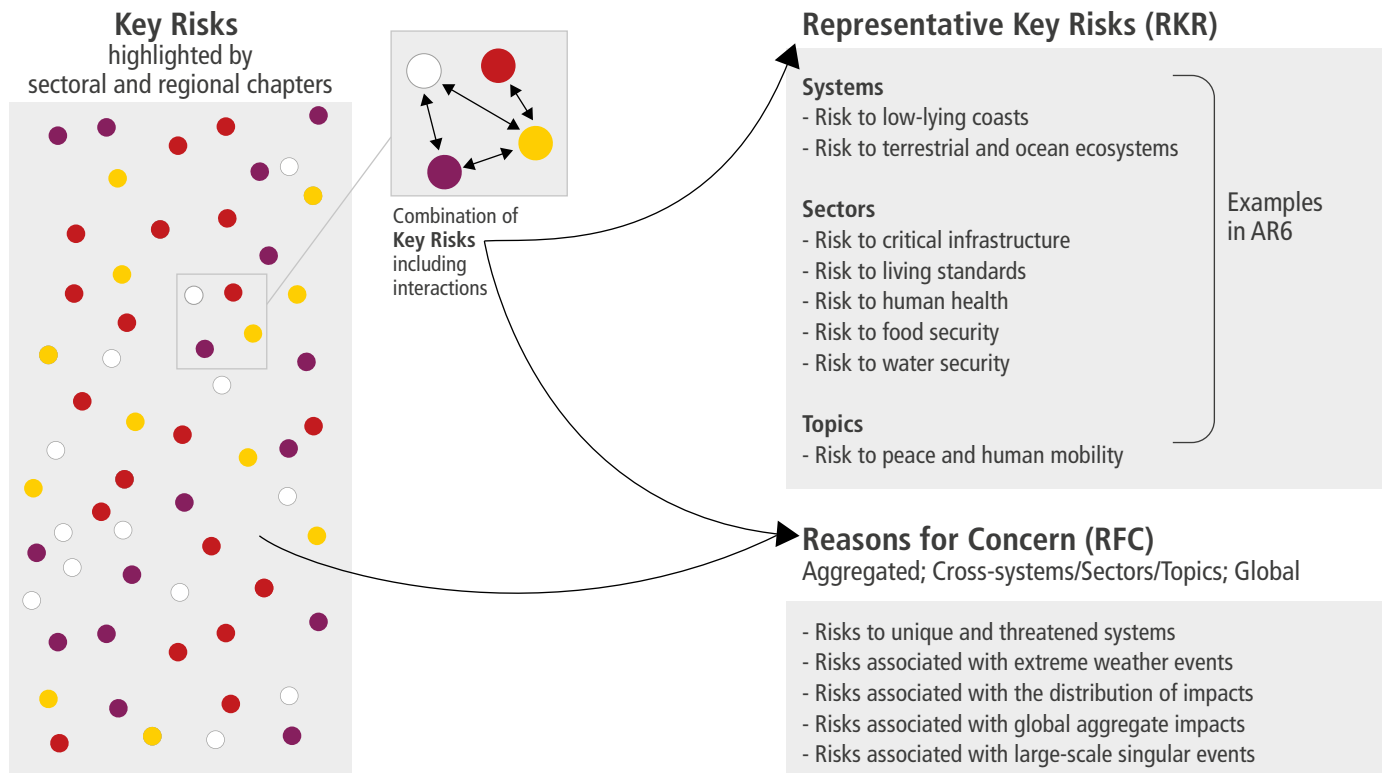 Key Risks
highlighted by
sectoral and regional chapters
Combination of
Key Risks
including
interactions
Representative Key Risks (RKR)
Systems
- Risk to low-lying coasts
- Risk to terrestrial and ocean ecosystems
Sectors
- Risk to critical infrastructure
- Risk to living standards
- Risk to human health
- Risk to food security
- Risk to water security
Topics
- Risk to peace and human mobility
Examples
in AR6
Reasons for Concern (RFC)
Aggregated; Cross-systems/Sectors/Topics; Global
- Risks to unique and threatened systems
- Risks associated with extreme weather events
- Risks associated with the distribution of impacts
- Risks associated with global aggregate impacts
- Risks associated with large-scale singular events